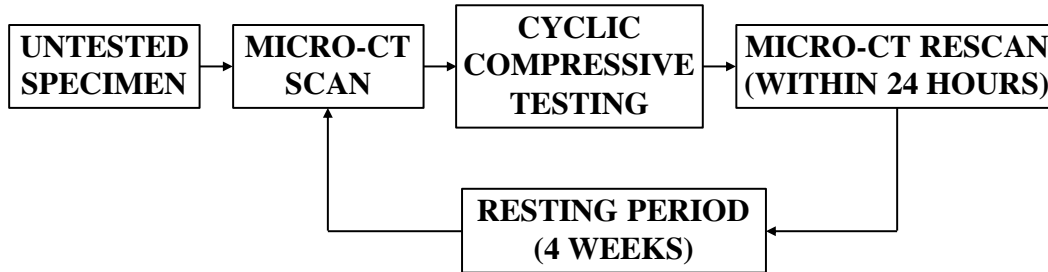 UNTESTED
SPECIMEN
MICRO-CT
SCAN
CYCLIC
COMPRESSIVE
TESTING
MICRO-CT RESCAN
(WITHIN 24 HOURS)
RESTING PERIOD
(4 WEEKS)